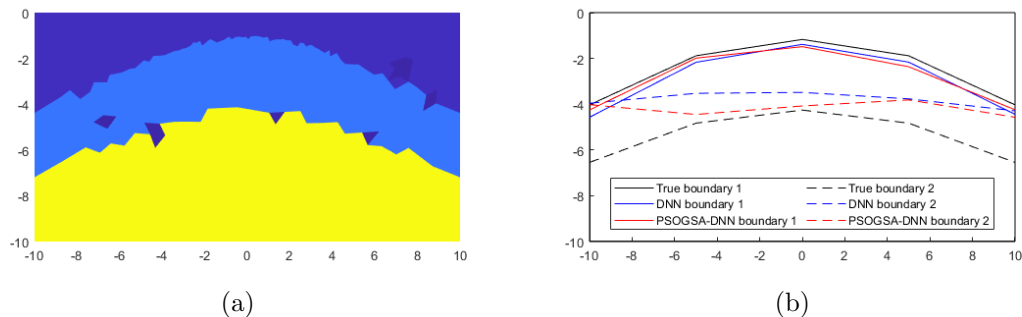 0
-2
-4
-6
-8
-10
-10 -8 -6 -4 -2 0 2 4 6 8 10
(a)
0
-2
-4
-6
-8
-10
-10 -8 -6 -4 -2 0 2 4 6 8 10
True boundary 1 True boundary 2
DNN boundary 1 DNN boundary 2
PSOGSA-DNN boundary 1 PSOGSA-DNN boundary 2
(b)